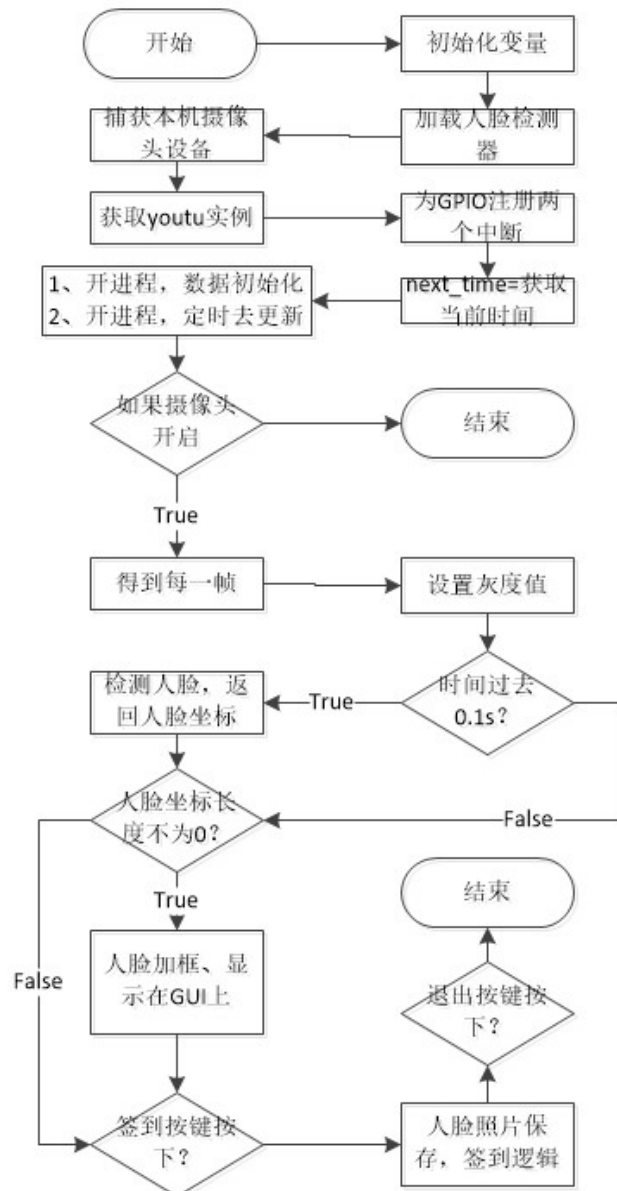 开始
初始化变量
捕获本机摄像
头设备
加载人脸检测
器
获取youtu实例
为GPIO注册两
个中断
1、开进程，数据初始化
2、开进程，定时去更新
next_time=获取
当前时间
如果摄像头
开启
结束
True
得到每一帧
设置灰度值
检测人脸，返
回人脸坐标
True
时间过去
0.1s？
人脸坐标长
度不为0？
False
True
结束
False
人脸加框、显
示在GUI上
退出按键按
下？
签到按键按
下？
人脸照片保
存，签到逻辑